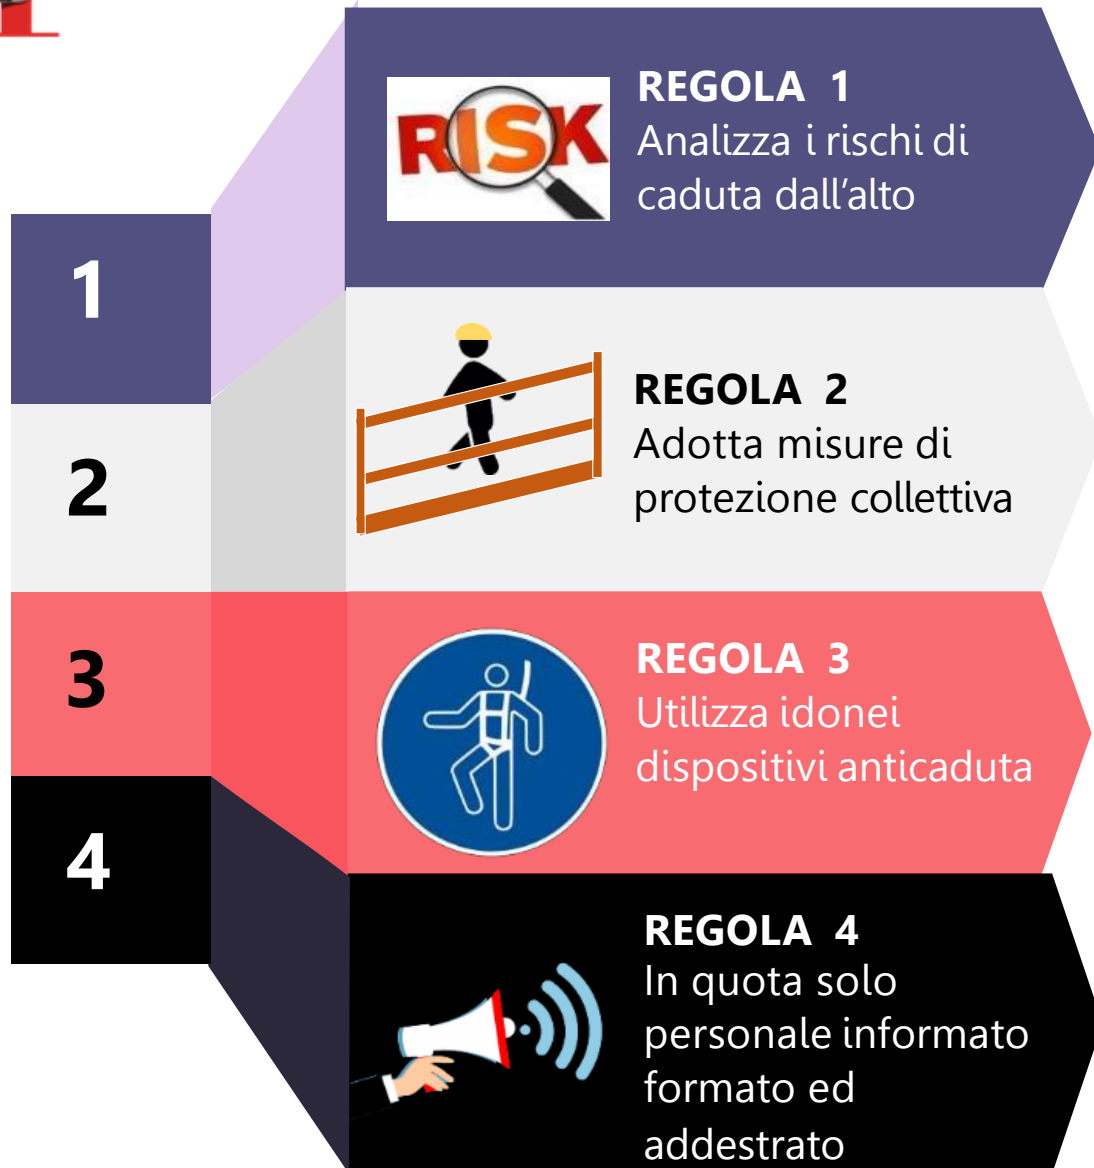 REGOLA 1
Analizza i rischi di
caduta dall'alto
RISK
1
REGOLA 2
Adotta misure di
protezione collettiva
2
REGOLA 3
Utilizza idonei
dispositivi anticaduta
3
REGOLA 4
In quota solo
personale informato
formato ed
addestrato
4